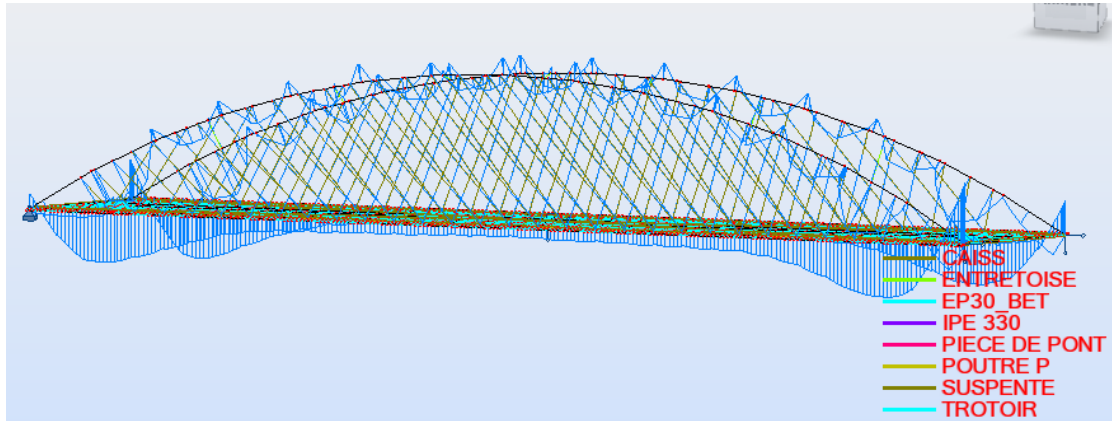 CAISS
ENTRETOISE
EP30_BET
IPE 330
PIECE DE PONT
POUTRE P
SUSPENTE
TROTOIR